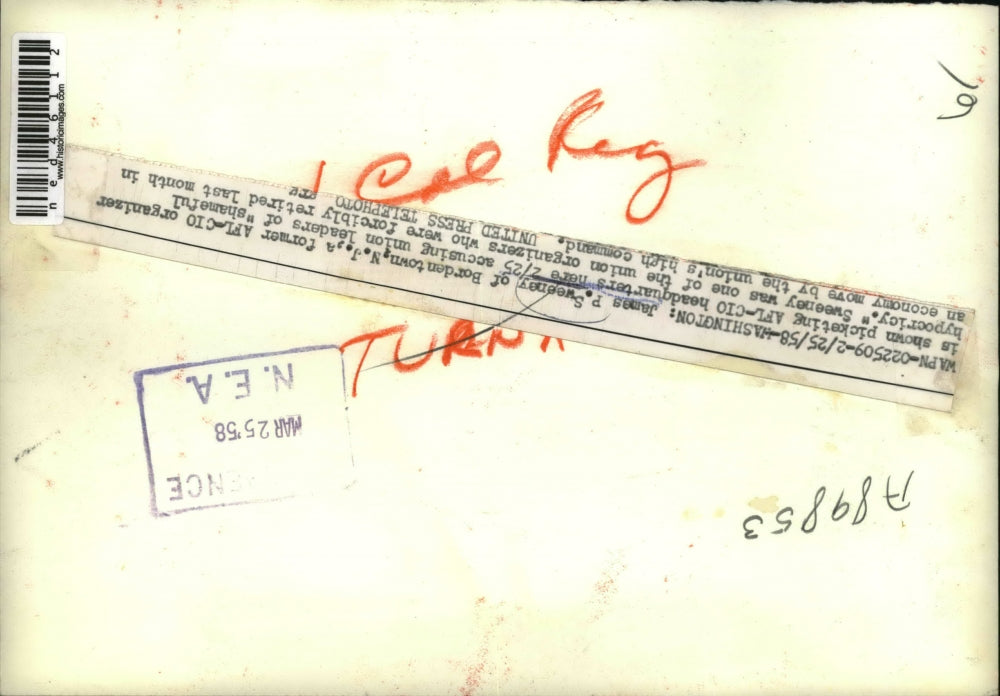 1 Col Reg
WAPN-022509-2/25/58-WASHINGTON: James P. Sweeney of Bordentown, N.J., a former AFL-CIO organizer
is shown picketing AFL-CIO headquarters here 2/25 accusing union leaders of "shameful
hypocricy." Sweeney was one of the union organizers who were forcibly retired last month in
an economy move by the union's high command. UNITED PRESS TELEPHOTO
TURN
ENCE
MAR 25 '58
N.E.A.
A89853
ned46112
www.historicimages.com